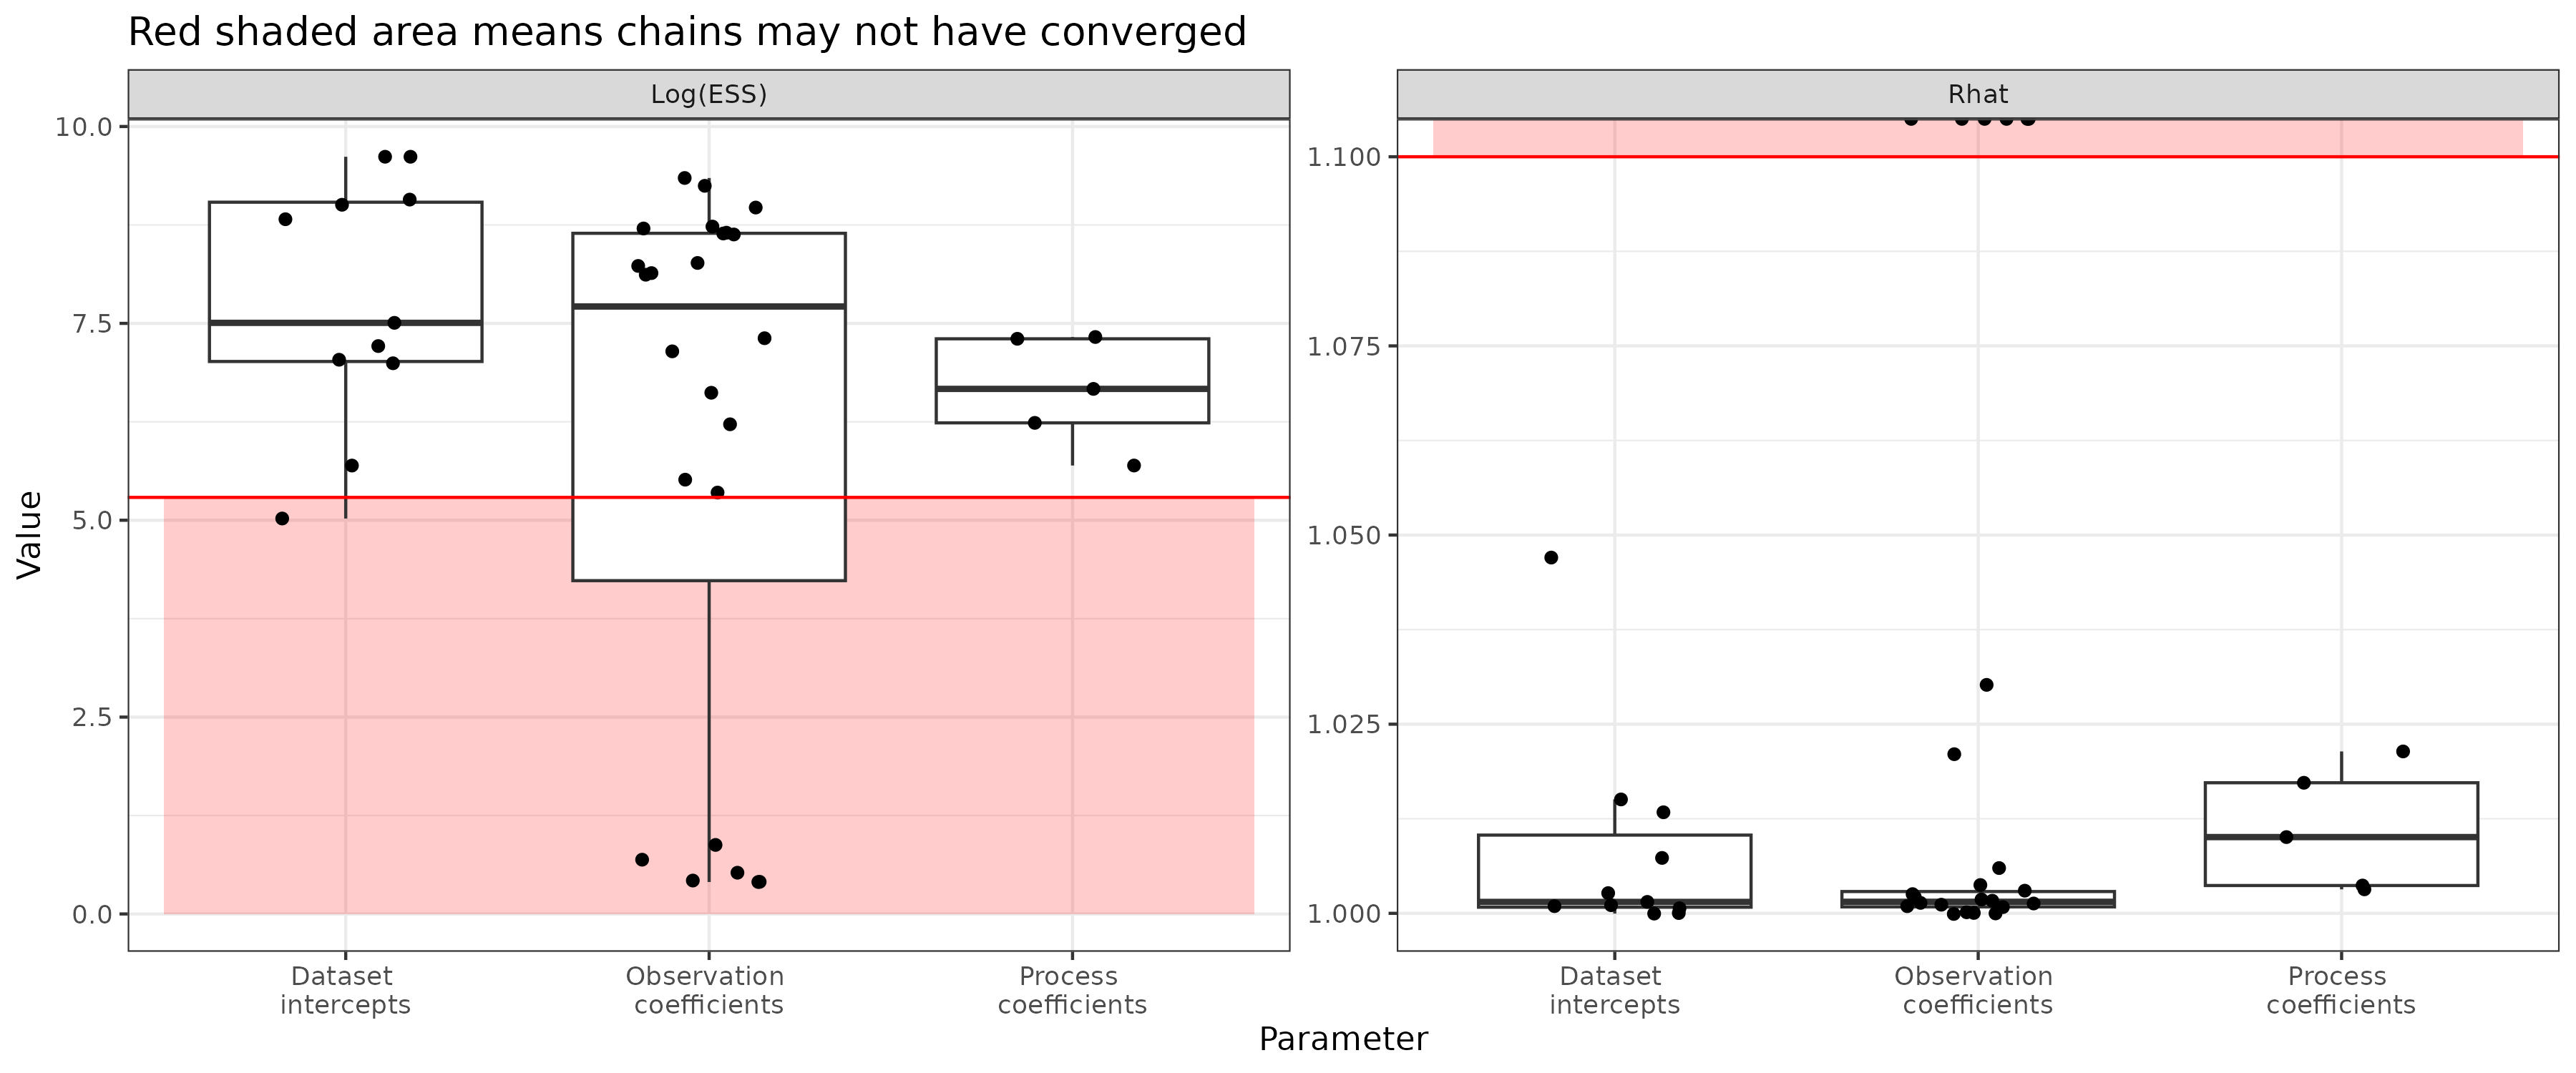 Red shaded area means chains may not have converged
Log(ESS)
Rhat
10.0
7.5
5.0
2.5
0.0
1.100
1.075
1.050
1.025
1.000
Value
Dataset
intercepts
Observation
coefficients
Process
coefficients
Dataset
intercepts
Observation
coefficients
Process
coefficients
Parameter